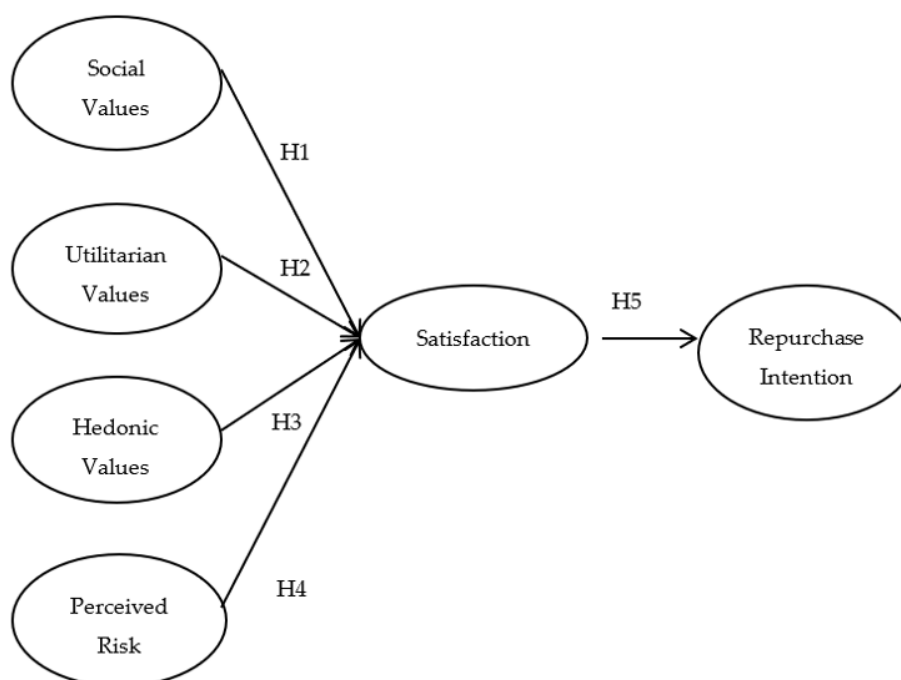 Social
Values
H1
Utilitarian
Values
H2
Hedonic
Values
H3
Perceived
Risk
H4
Satisfaction
H5
Repurchase
Intention